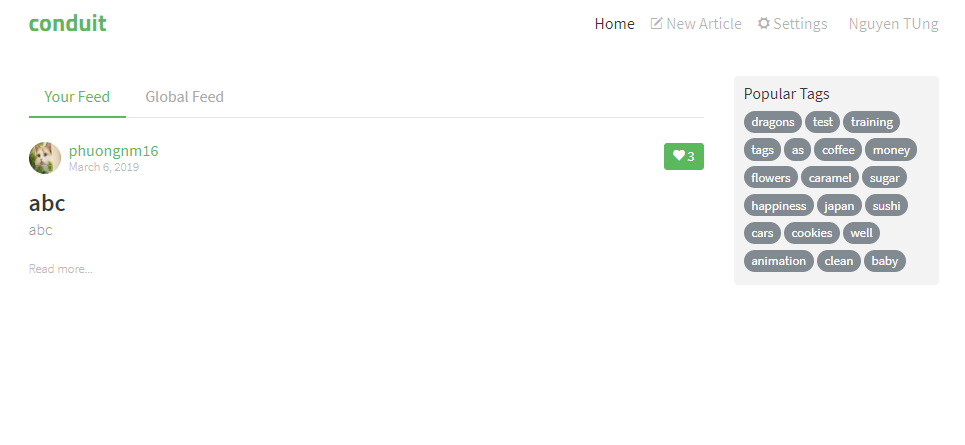 conduit
Home New Article Settings Nguyen TUng
Your Feed Global Feed
phuongnm16
March 6, 2019
3
abc
abc
Read more...
Popular Tags
dragons test training
tags as coffee money
flowers caramel sugar
happiness japan sushi
cars cookies well
animation clean baby